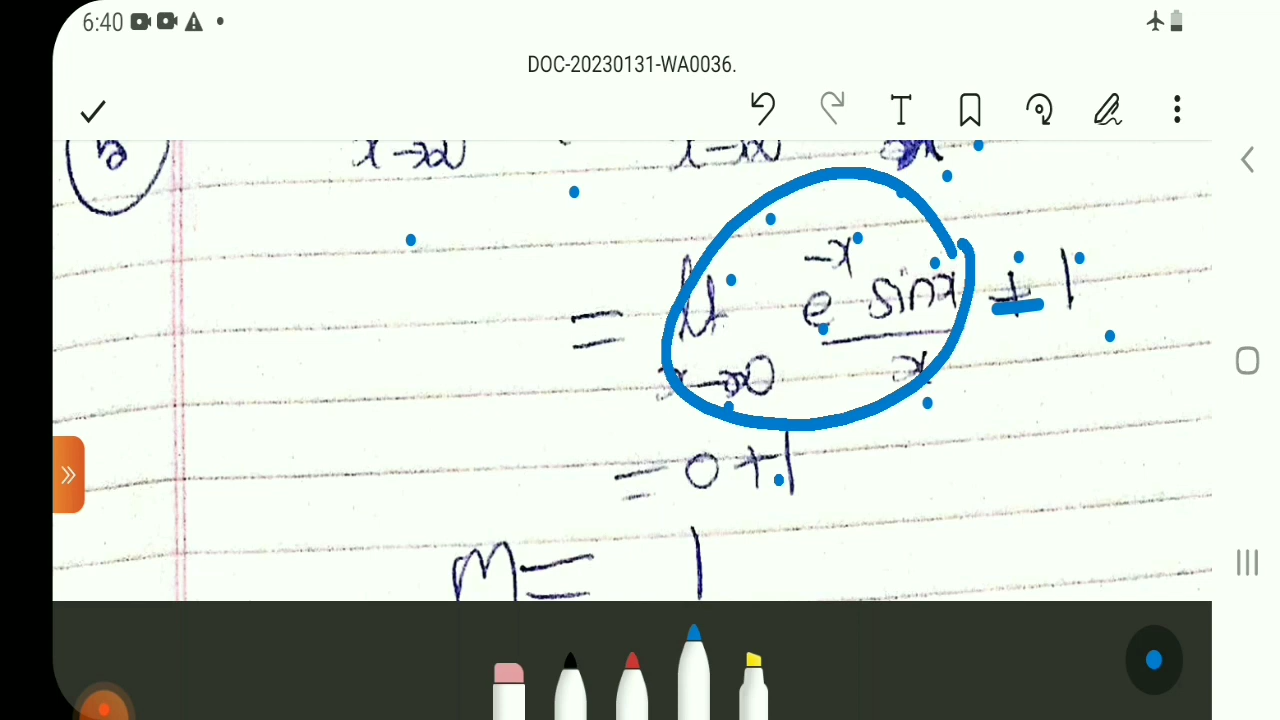 6:40
DOC-20230131-WA0036.
T
b
x→∞ x→∞ x
= lt e^-x sinx + 1
x→∞ x
= 0+1
m = 1